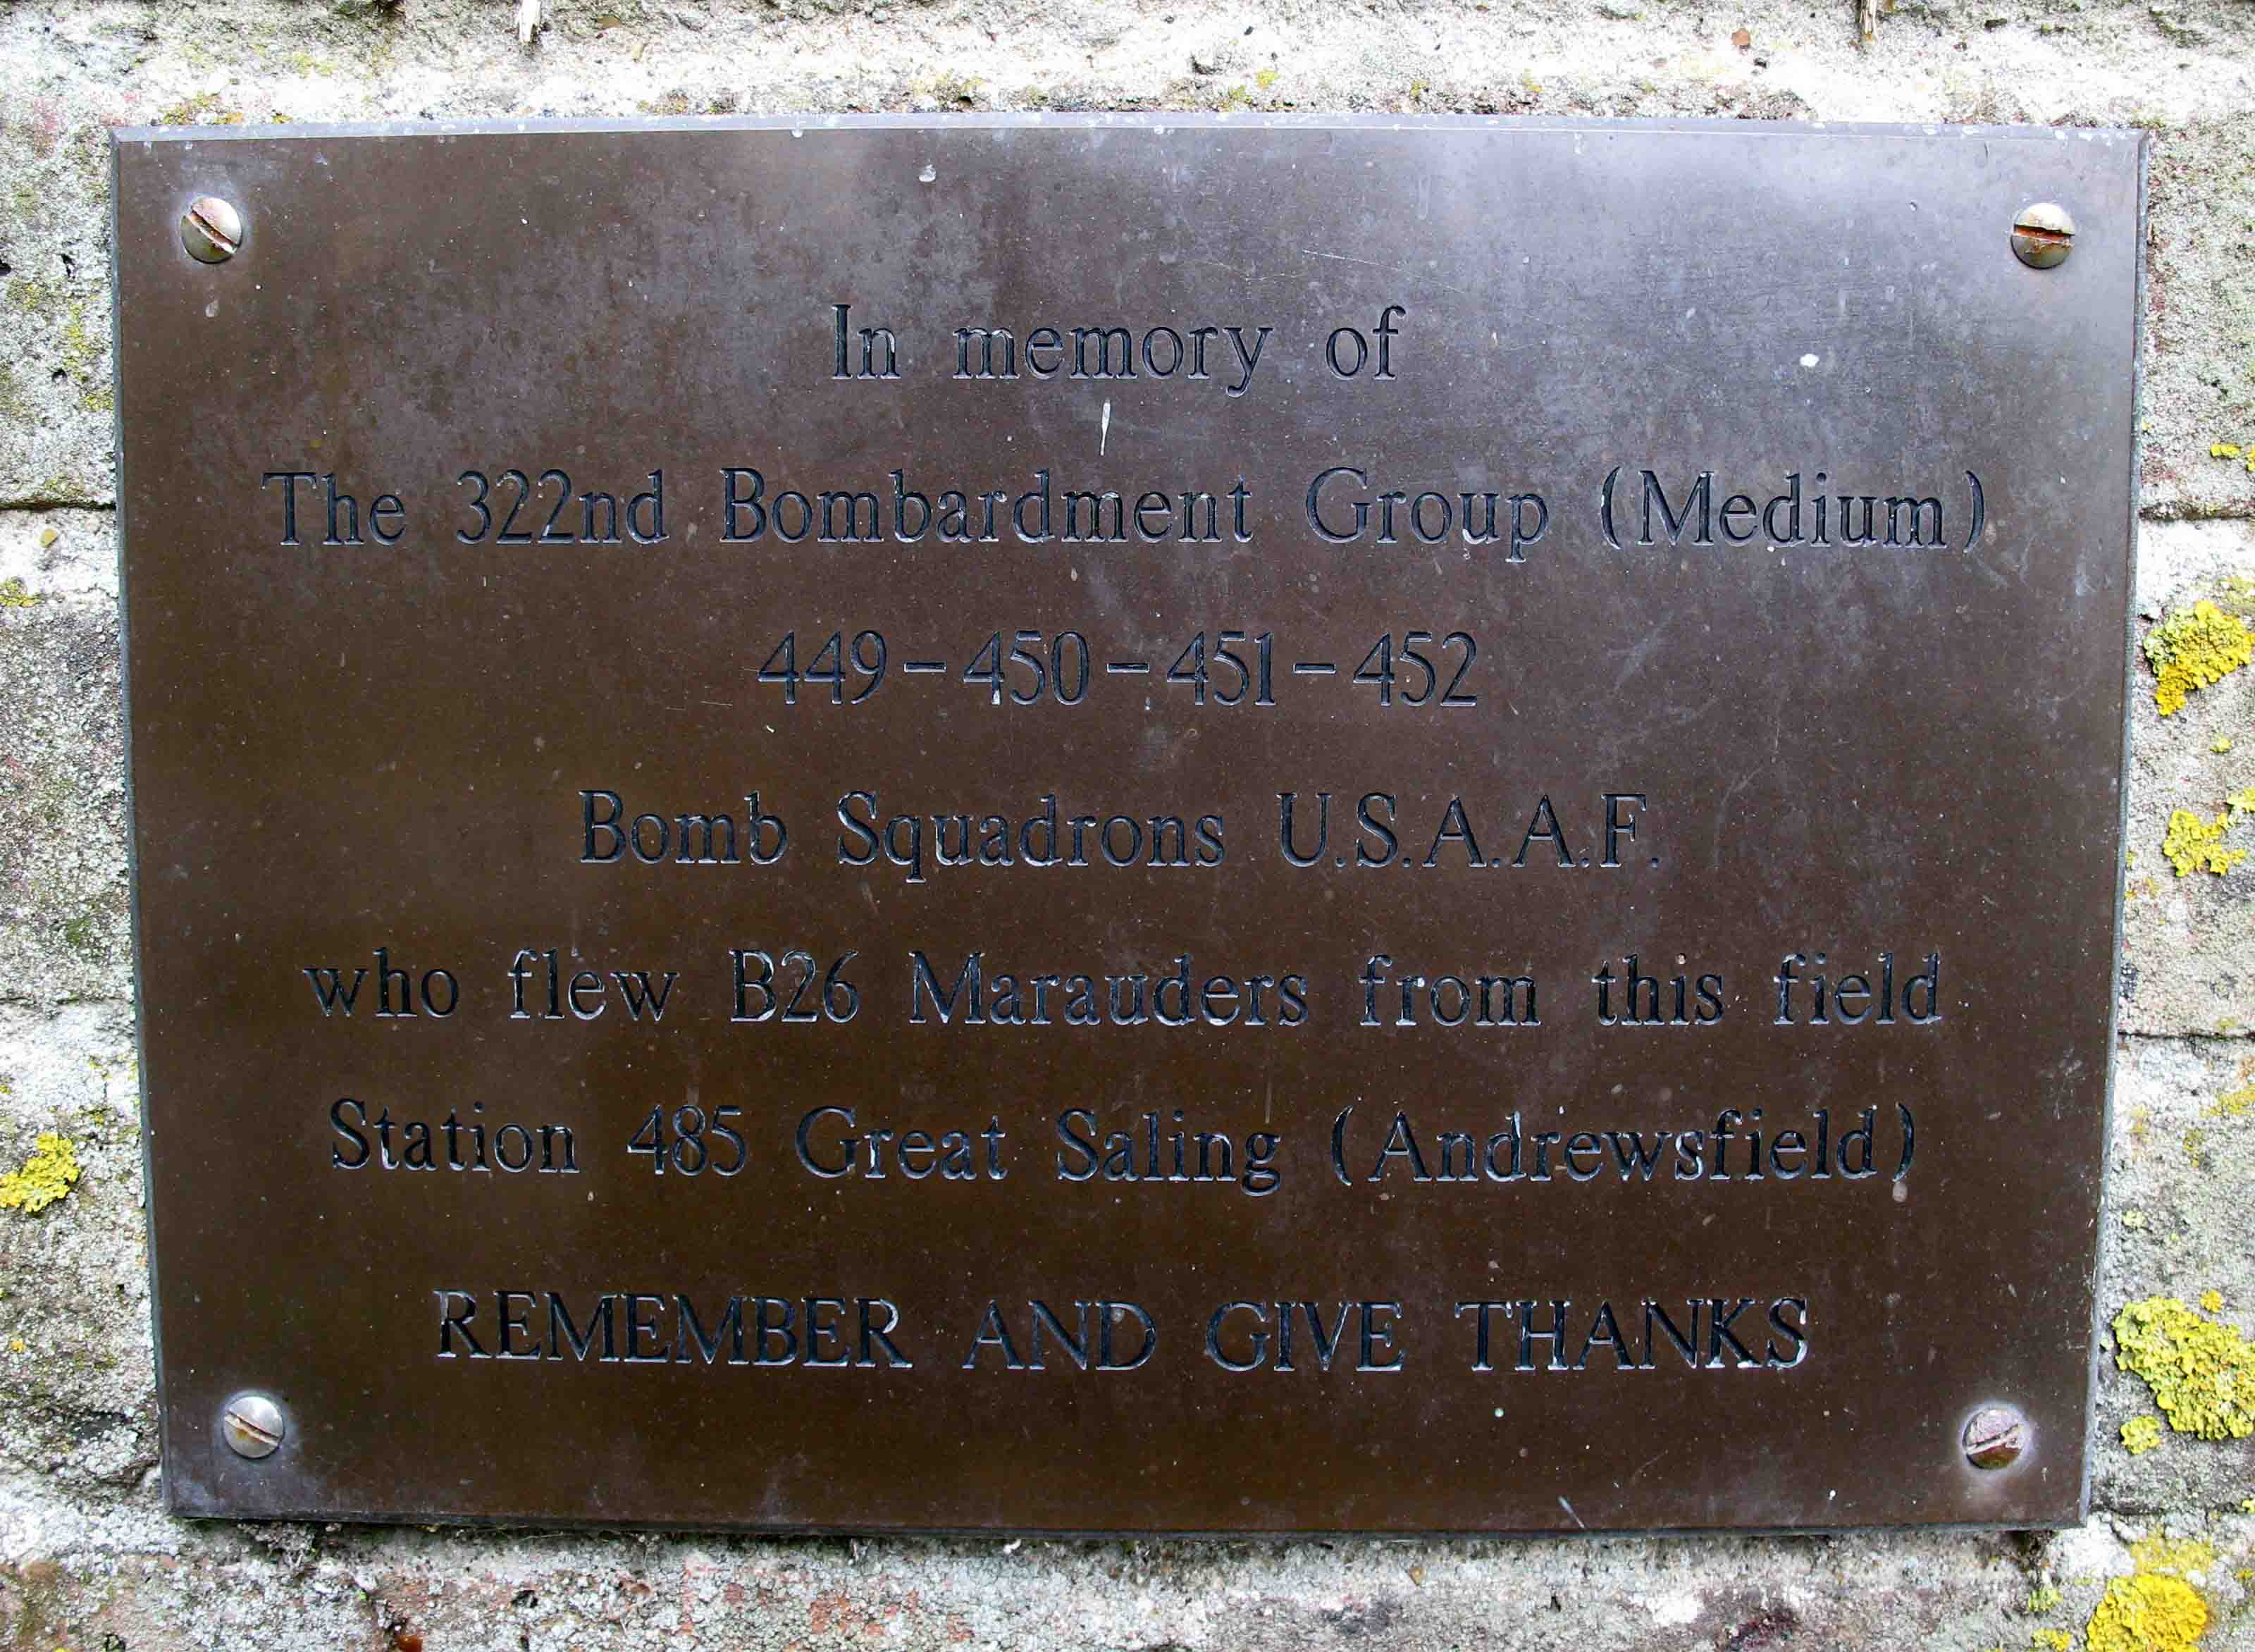 In memory of
The 322nd Bombardment Group (Medium)
449-450-451-452
Bomb Squadrons U.S.A.A.F.
who flew B26 Marauders from this field
Station 485 Great Saling (Andrewsfield)
REMEMBER AND GIVE THANKS